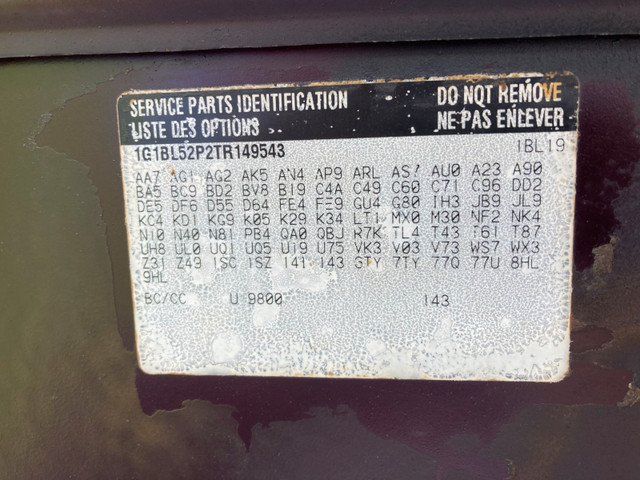 SERVICE PARTS IDENTIFICATION DO NOT REMOVE
LISTE DES OPTIONS NE PAS ENLEVER
1G1BL52P2TR149543 1BL19
AA7 AG1 AG2 AK5 AN4 AP9 ARL AS7 AU0 A23 A90
BA5 BC9 BD2 BV8 B19 C4A C49 C60 C71 C96 DD2
DE5 DF6 D55 D64 FE4 FE9 GU4 G80 IH3 JB9 JL9
KC4 KD1 KG9 K05 K29 K34 LT1 MX0 M30 NF2 NK4
N10 N40 N81 PB4 QA0 QBJ R7K TL4 T43 T61 T87
UH8 UL0 UQ1 UQ5 U19 U75 VK3 V03 V73 WS7 WX3
Z31 Z49 1SC 1SZ 14I 143 GTY 7TY 77Q 77U 8HL
9HL
BC/CC U 9800 143